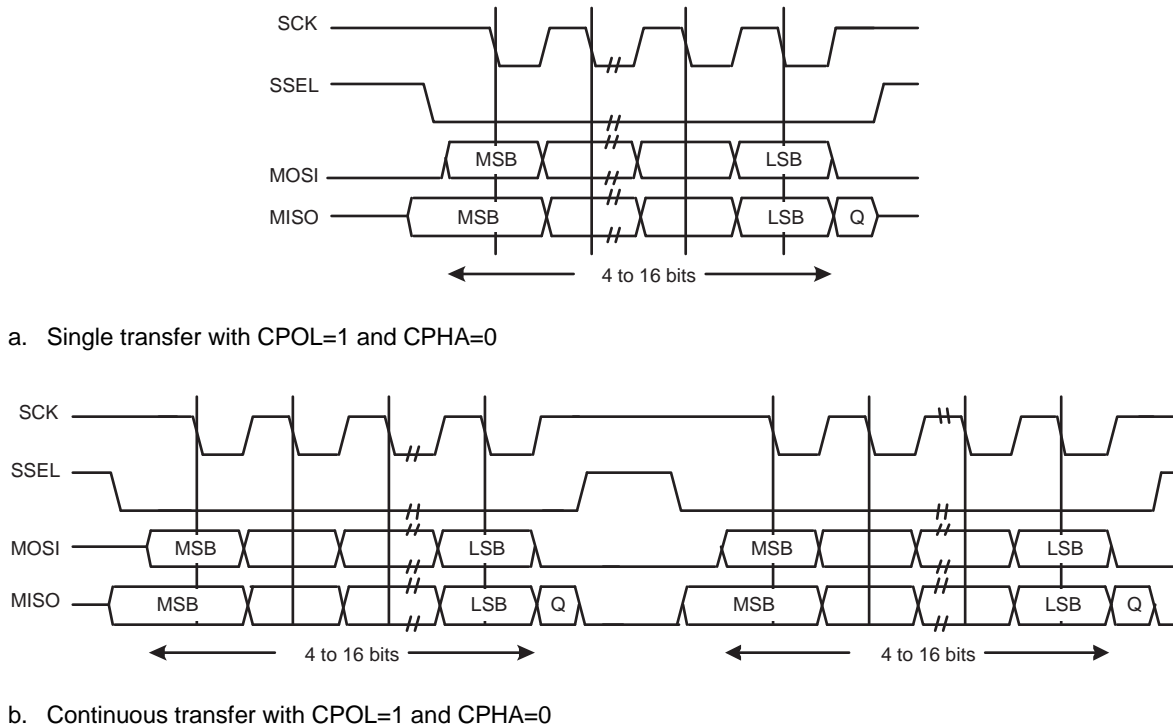 SCK
SSEL
MOSI MSB LSB
MISO MSB LSB Q
4 to 16 bits
a. Single transfer with CPOL=1 and CPHA=0
SCK
SSEL
MOSI MSB LSB MSB LSB
MISO MSB LSB Q MSB LSB Q
4 to 16 bits 4 to 16 bits
b. Continuous transfer with CPOL=1 and CPHA=0